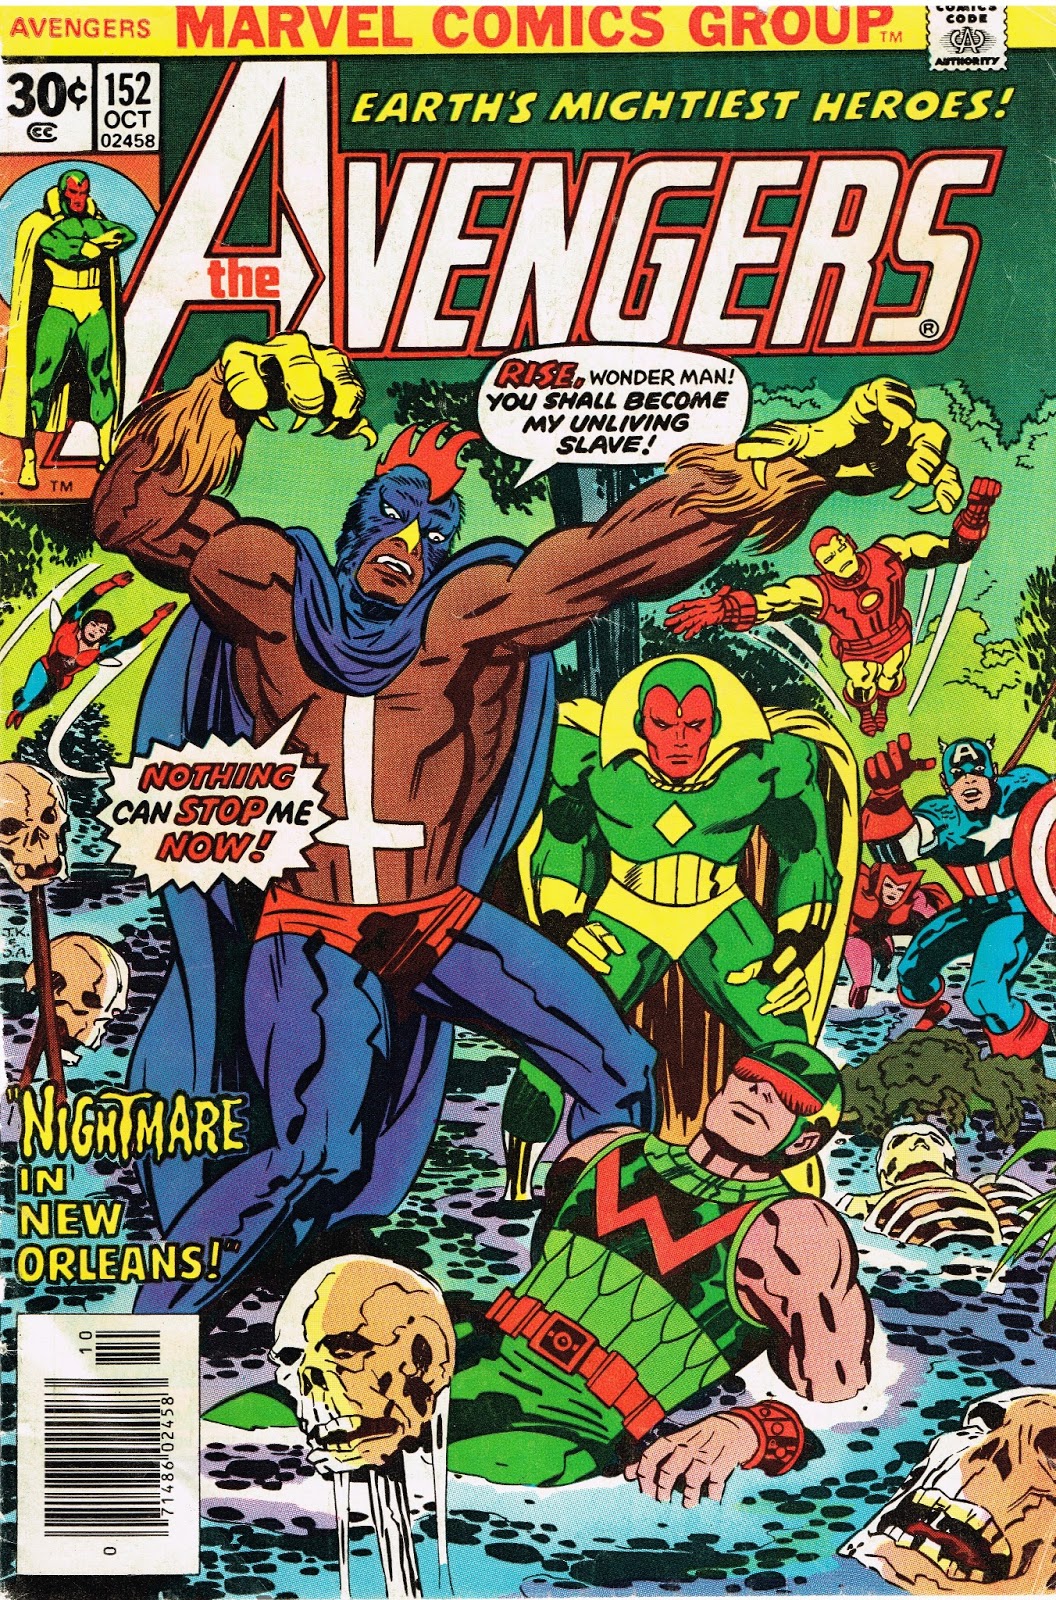 AVENGERS
MARVEL COMICS GROUP™
COMICS
CODE
CA
AUTHORITY
30¢
CC
152
OCT
02458
EARTH'S MIGHTIEST HEROES!
the AVENGERS®
TM
RISE, WONDER MAN!
YOU SHALL BECOME
MY UNLIVING
SLAVE!
NOTHING
CAN STOP ME
NOW!
A
J.K.
&
S.A.
"NIGHTMARE
IN
NEW
ORLEANS!"
W
10
0
71486 02458